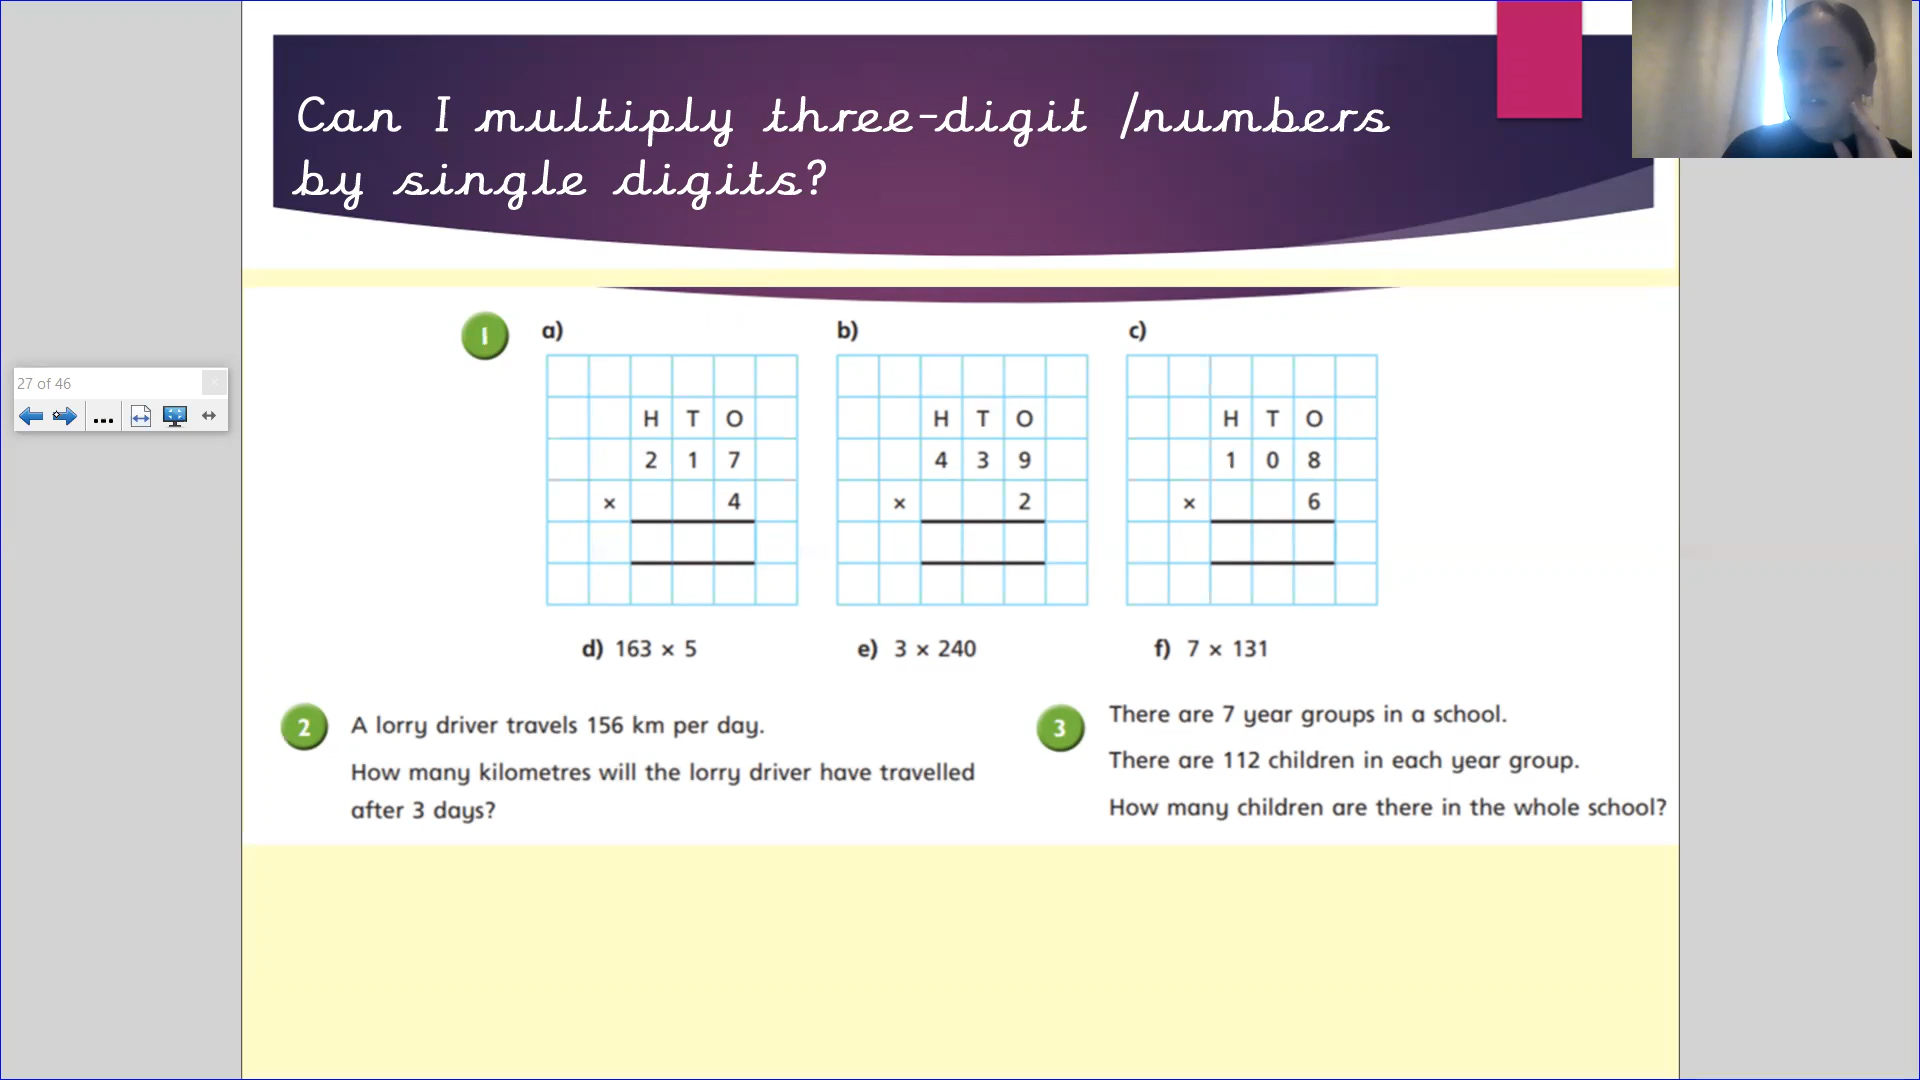 Can I multiply three-digit /numbers
by single digits?
27 of 46
1 a) b) c)
H T O H T O H T O
2 1 7 4 3 9 1 0 8
× 4 × 2 × 6
d) 163 × 5 e) 3 × 240 f) 7 × 131
2 A lorry driver travels 156 km per day.
How many kilometres will the lorry driver have travelled
after 3 days?
3 There are 7 year groups in a school.
There are 112 children in each year group.
How many children are there in the whole school?